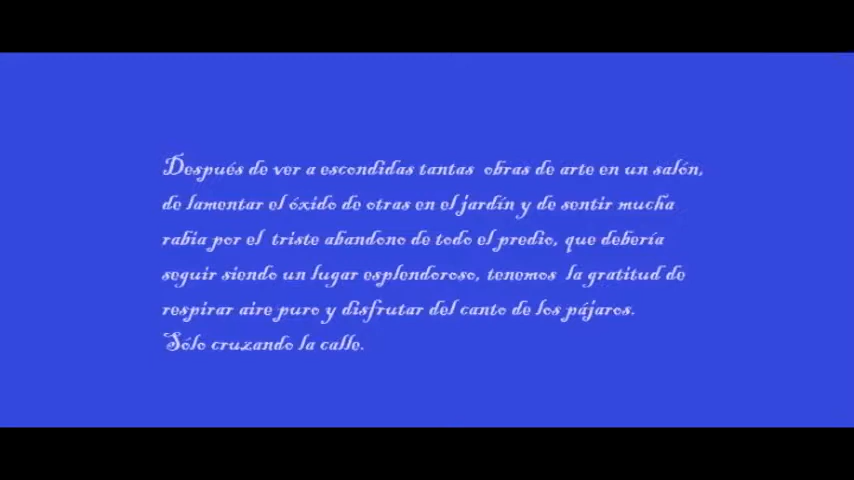 Después de ver a escondidas tantas obras de arte en un salón,
de lamentar el óxido de otras en el jardín y de sentir mucha
rabia por el triste abandono de todo el predio, que debería
seguir siendo un lugar esplendoroso, tenemos la gratitud de
respirar aire puro y disfrutar del canto de los pájaros.
Sólo cruzando la calle.